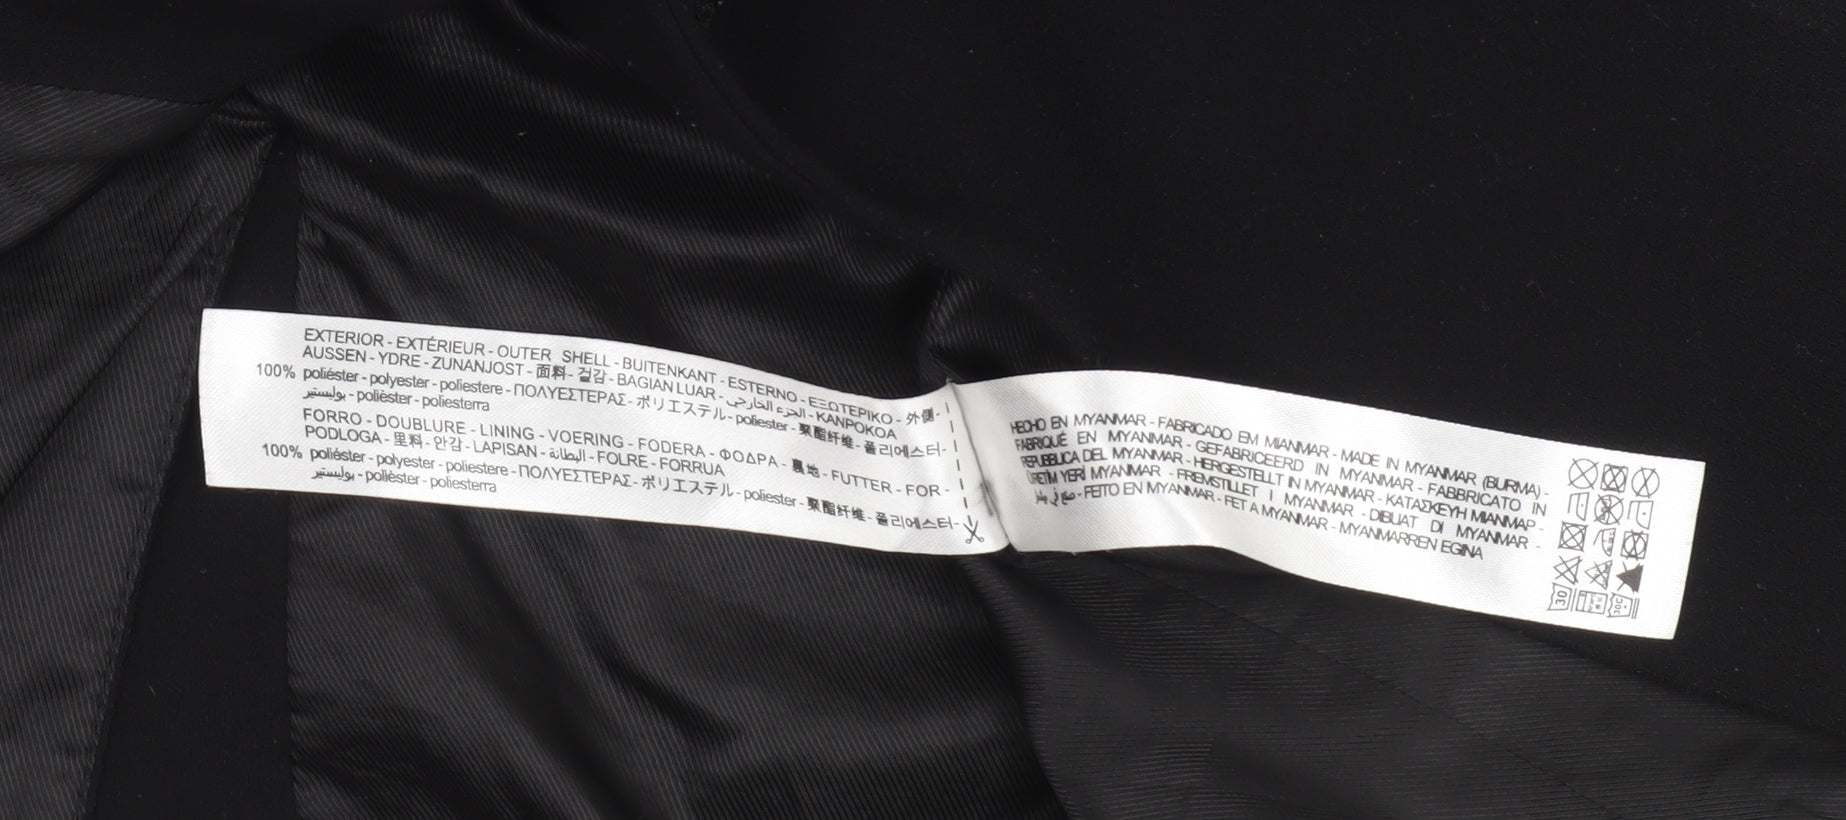 EXTERIOR - EXTÉRIEUR - OUTER SHELL - BUITENKANT - ESTERNO - ΕΞΩΤΕΡΙΚΟ - 外側 -
AUSSEN - YDRE - ZUNANJOST - 面料 - 겉감 - BAGIAN LUAR - الجزء الخارجي - KANPOKOA
100% poliéster - polyester - poliestere - ΠΟΛΥΕΣΤΕΡΑΣ - ポリエステル - poliester - 聚酯纤维 - 폴리에스터 -
بوليستير - polièster - poliesterra
FORRO - DOUBLURE - LINING - VOERING - FODERA - ΦΟΔΡΑ - 裏地 - FUTTER - FOR -
PODLOGA - 里料 - 안감 - LAPISAN - البطانة - FOLRE - FORRUA
100% poliéster - polyester - poliestere - ΠΟΛΥΕΣΤΕΡΑΣ - ポリエステル - poliester - 聚酯纤维 - 폴리에스터 -
بوليستير - polièster - poliesterra
HECHO EN MYANMAR - FABRICADO EM MIANMAR - MADE IN MYANMAR (BURMA) -
FABRIQUÉ EN MYANMAR - GEFABRICEERD IN MYANMAR - FABBRICATO IN
REPUBBLICA DEL MYANMAR - HERGESTELLT IN MYANMAR - ΚΑΤΑΣΚΕΥΗ ΜΙΑΝΜΑΡ -
ÜRETİM YERİ MYANMAR - FREMSTILLET I MYANMAR - DIBUAT DI MYANMAR -
صنع في - FEITO EN MYANMAR - FET A MYANMAR - MYANMARREN EGINA
30 30C